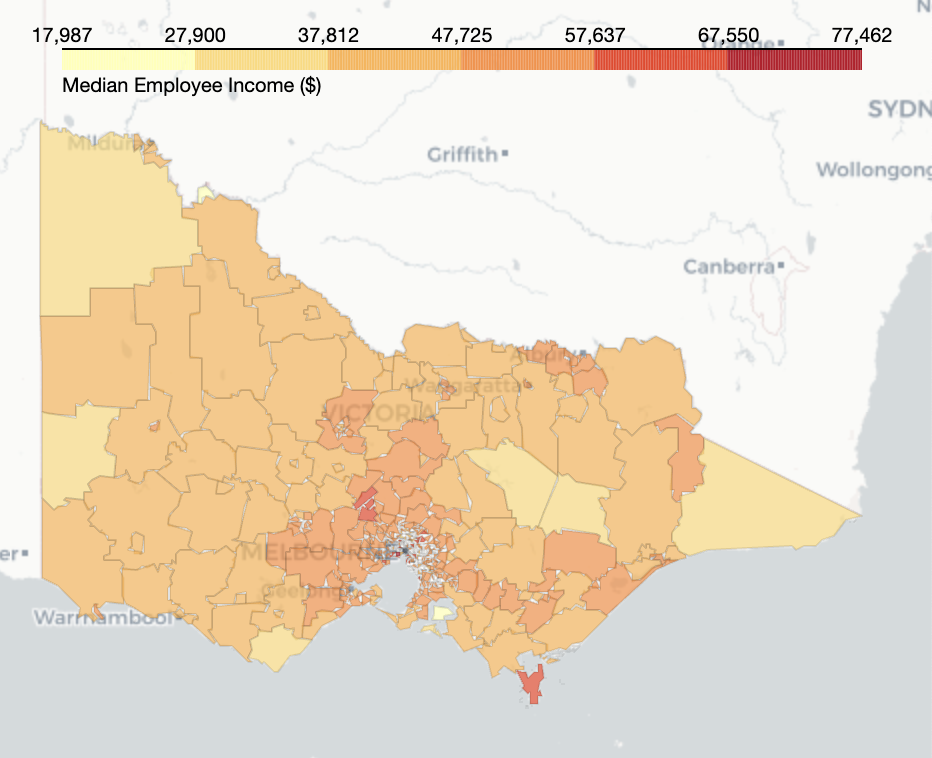 N
17,987 27,900 37,812 47,725 57,637 67,550 77,462
Orange
Median Employee Income ($)
SYDN
Mildura
Griffith
Wollongong
Canberra
Albury
Wangaratta
VICTORIA
MELBOURNE
er
Geelong
Warrnambool